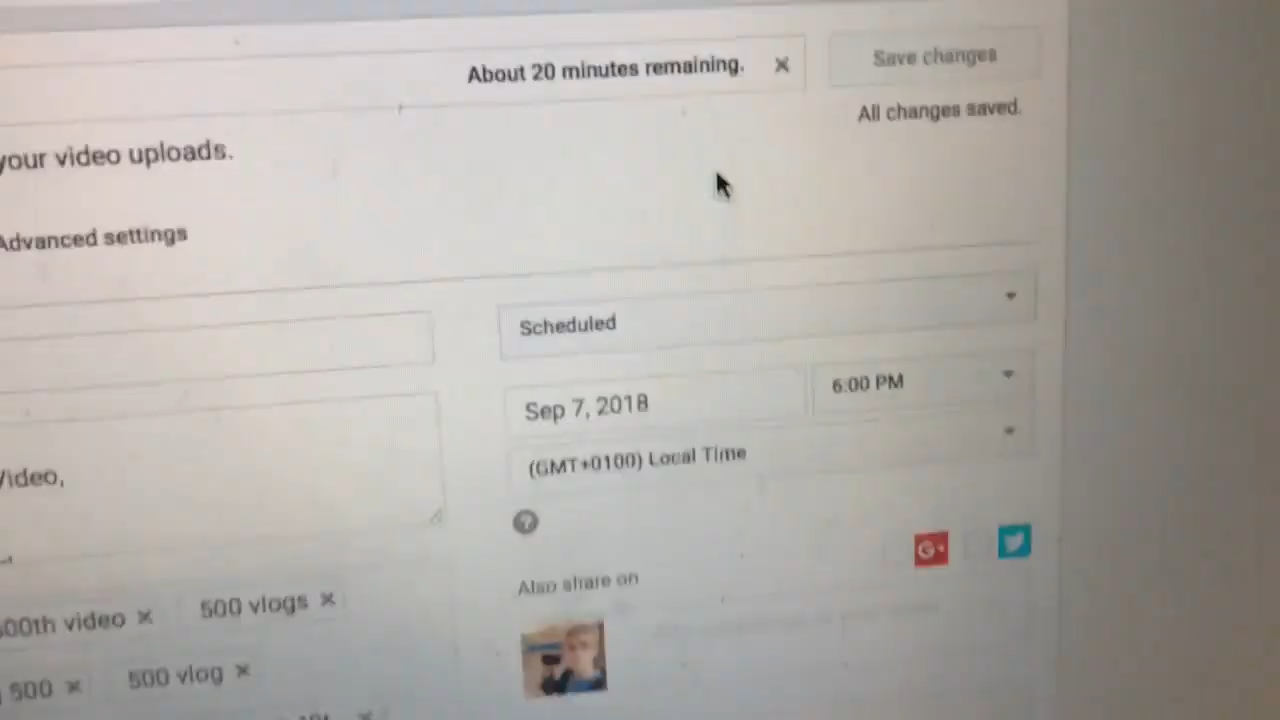 About 20 minutes remaining. ×
Save changes
All changes saved.
your video uploads.
Advanced settings
Scheduled
Sep 7, 2018
6:00 PM
(GMT+0100) Local Time
Video,
?
G+
Also share on
500th video × 500 vlogs ×
500 × 500 vlog ×